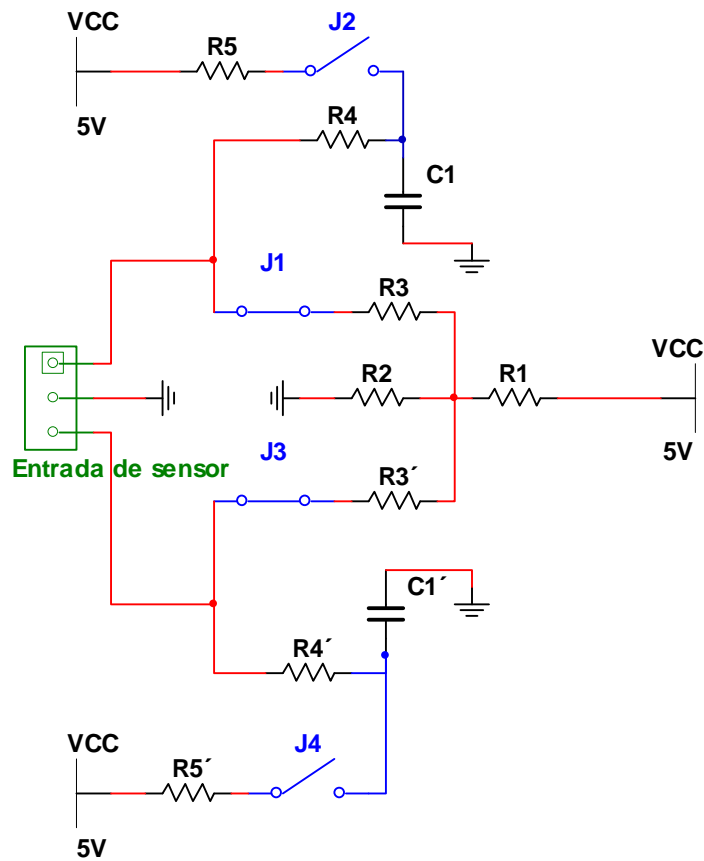 VCC
J2
R5
5V
R4
C1
J1
R3
VCC
R2
R1
J3
5V
Entrada de sensor
R3´
C1´
R4´
VCC
J4
R5´
5V